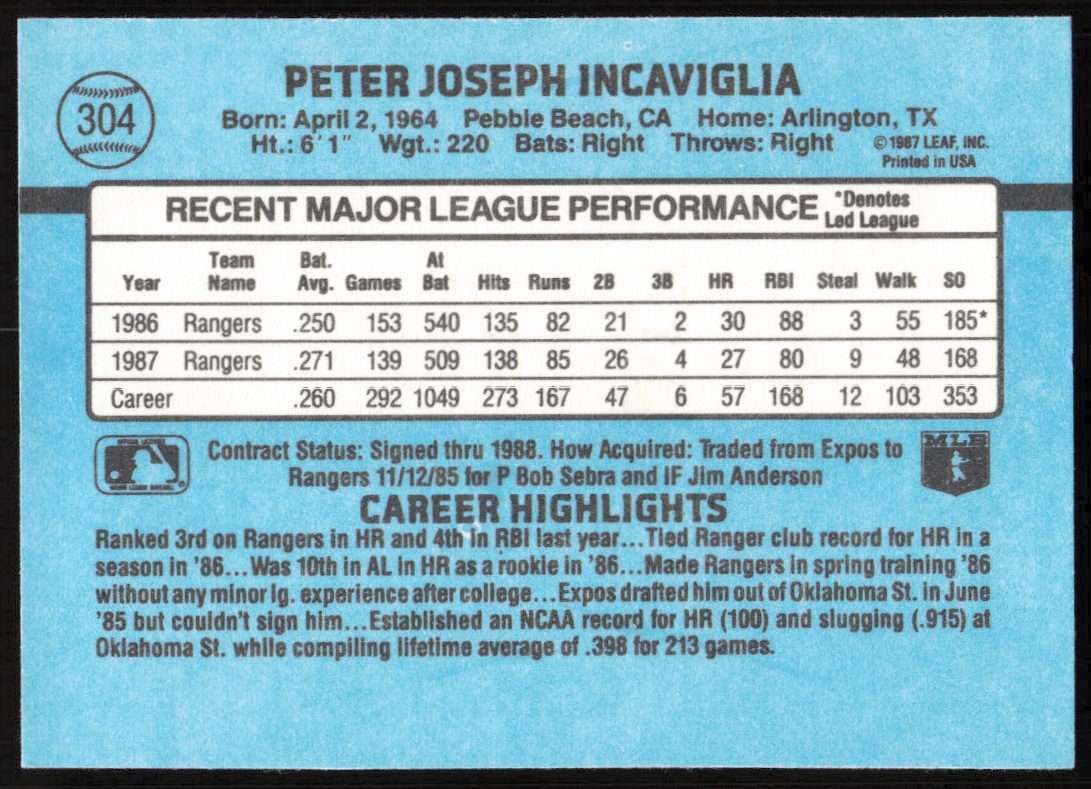 PETER JOSEPH INCAVIGLIA
304
Born: April 2, 1964 Pebble Beach, CA Home: Arlington, TX
Ht.: 6'1" Wgt.: 220 Bats: Right Throws: Right
©1987 LEAF, INC.
Printed in USA
RECENT MAJOR LEAGUE PERFORMANCE *Denotes Led League
Year Team Name Bat. Avg. Games At Bat Hits Runs 2B 3B HR RBI Steal Walk SO
1986 Rangers .250 153 540 135 82 21 2 30 88 3 55 185*
1987 Rangers .271 139 509 138 85 26 4 27 80 9 48 168
Career .260 292 1049 273 167 47 6 57 168 12 103 353
Contract Status: Signed thru 1988. How Acquired: Traded from Expos to
Rangers 11/12/85 for P Bob Sebra and IF Jim Anderson
MLB
CAREER HIGHLIGHTS
Ranked 3rd on Rangers in HR and 4th in RBI last year...Tied Ranger club record for HR in a
season in '86...Was 10th in AL in HR as a rookie in '86...Made Rangers in spring training '86
without any minor lg. experience after college...Expos drafted him out of Oklahoma St. in June
'85 but couldn't sign him...Established an NCAA record for HR (100) and slugging (.915) at
Oklahoma St. while compiling lifetime average of .398 for 213 games.